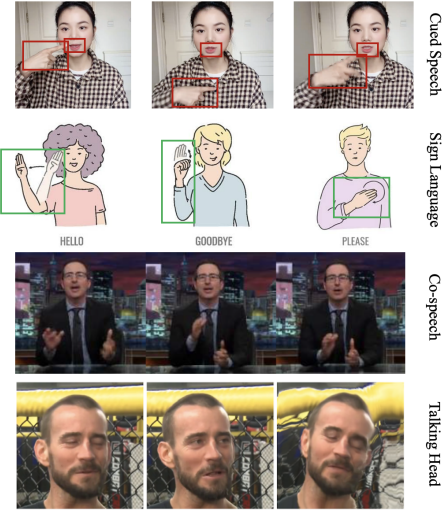 Cued Speech
Sign Language
HELLO
GOODBYE
PLEASE
Co-speech
Talking Head